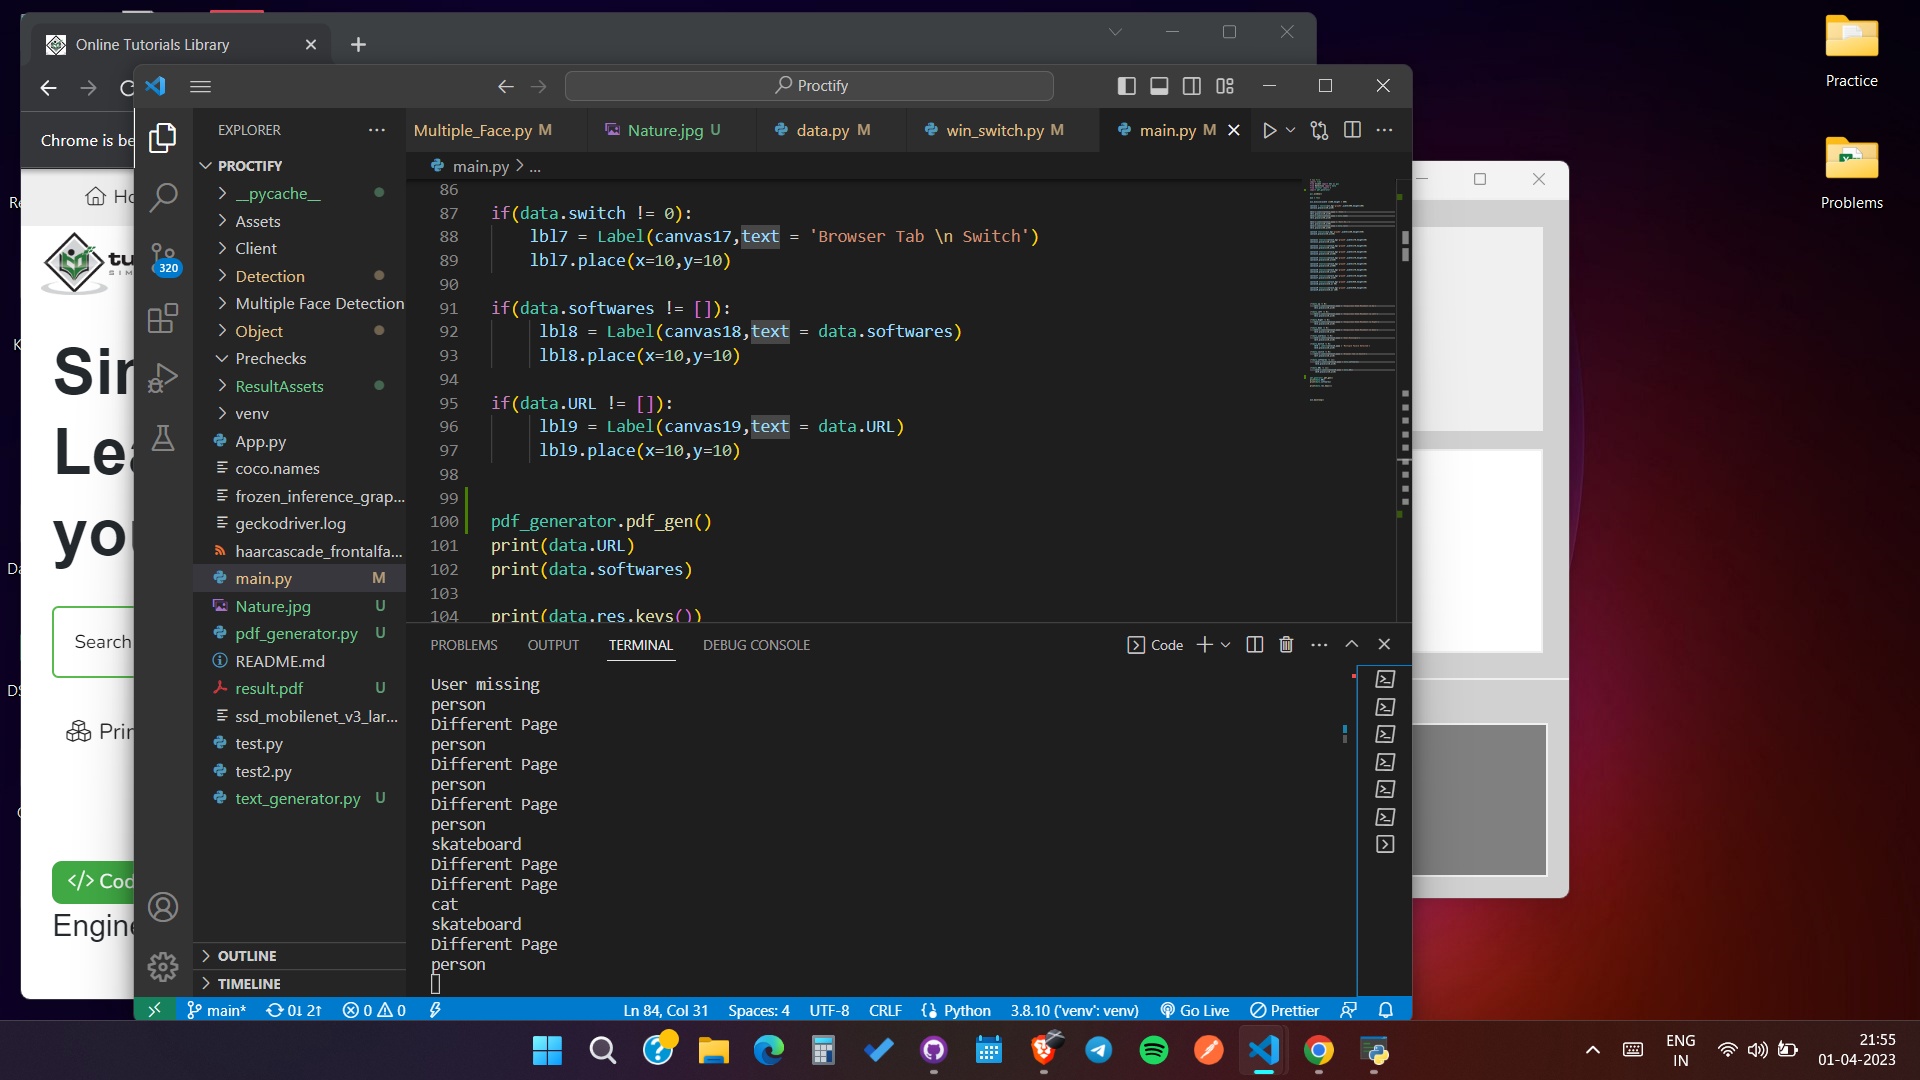 Online Tutorials Library
Chrome is be
Ho
tu
SIM
Sin
Lea
you
Search
Prin
</> Cod
Engine
Proctify
EXPLORER
PROCTIFY
__pycache__
Assets
Client
Detection
Multiple Face Detection
Object
Prechecks
ResultAssets
venv
App.py
coco.names
frozen_inference_grap...
geckodriver.log
haarcascade_frontalfa...
main.py M
Nature.jpg U
pdf_generator.py U
README.md
result.pdf U
ssd_mobilenet_v3_lar...
test.py
test2.py
text_generator.py U
OUTLINE
TIMELINE
320
Multiple_Face.py M
Nature.jpg U
data.py M
win_switch.py M
main.py M
main.py > ...
86
87 if(data.switch != 0):
88 lbl7 = Label(canvas17,text = 'Browser Tab \n Switch')
89 lbl7.place(x=10,y=10)
90
91 if(data.softwares != []):
92 lbl8 = Label(canvas18,text = data.softwares)
93 lbl8.place(x=10,y=10)
94
95 if(data.URL != []):
96 lbl9 = Label(canvas19,text = data.URL)
97 lbl9.place(x=10,y=10)
98
99
100 pdf_generator.pdf_gen()
101 print(data.URL)
102 print(data.softwares)
103
104 print(data.res.keys())
PROBLEMS OUTPUT TERMINAL DEBUG CONSOLE
Code
User missing
person
Different Page
person
Different Page
person
Different Page
person
skateboard
Different Page
Different Page
cat
skateboard
Different Page
person
main* 0↓ 2↑ 0 0
Ln 84, Col 31 Spaces: 4 UTF-8 CRLF Python 3.8.10 ('venv': venv) Go Live Prettier
Practice
Problems
ENG
IN
21:55
01-04-2023